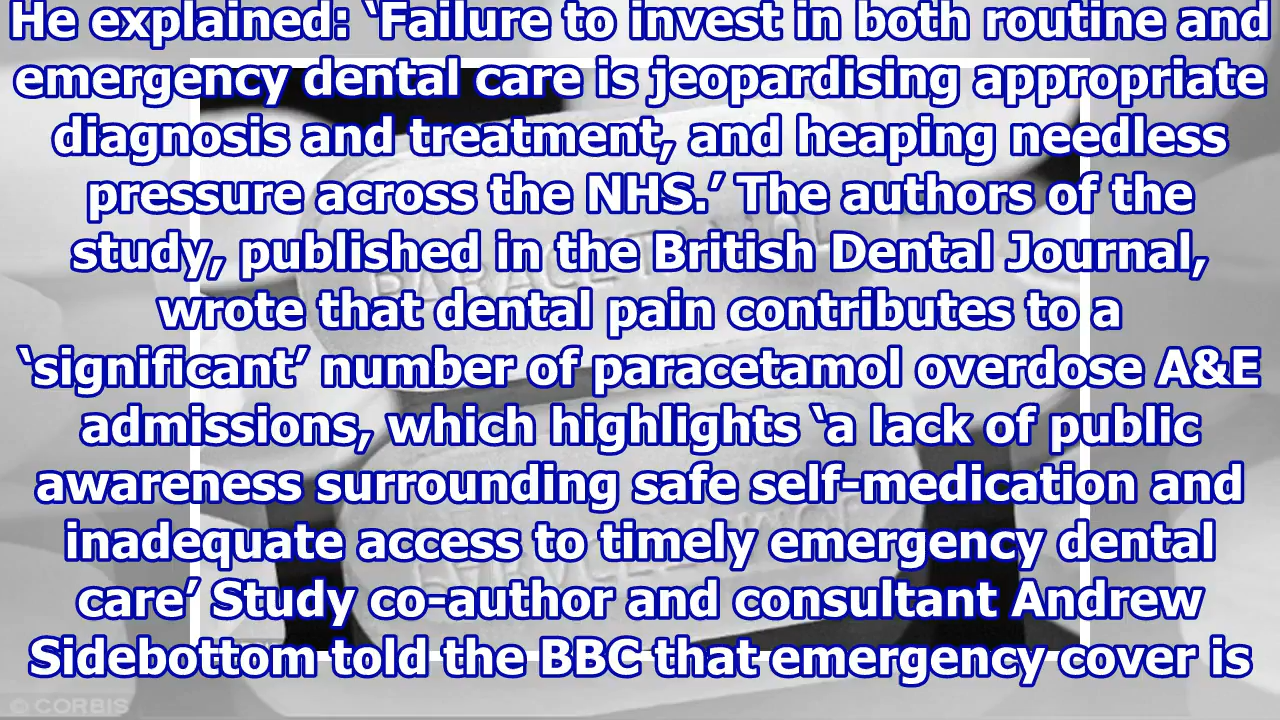 He explained: ‘Failure to invest in both routine and
emergency dental care is jeopardising appropriate
diagnosis and treatment, and heaping needless
pressure across the NHS.’ The authors of the
study, published in the British Dental Journal,
wrote that dental pain contributes to a
‘significant’ number of paracetamol overdose A&E
admissions, which highlights ‘a lack of public
awareness surrounding safe self-medication and
inadequate access to timely emergency dental
care’ Study co-author and consultant Andrew
Sidebottom told the BBC that emergency cover is
PARACETAMOL
PARACETAMOL
© CORBIS